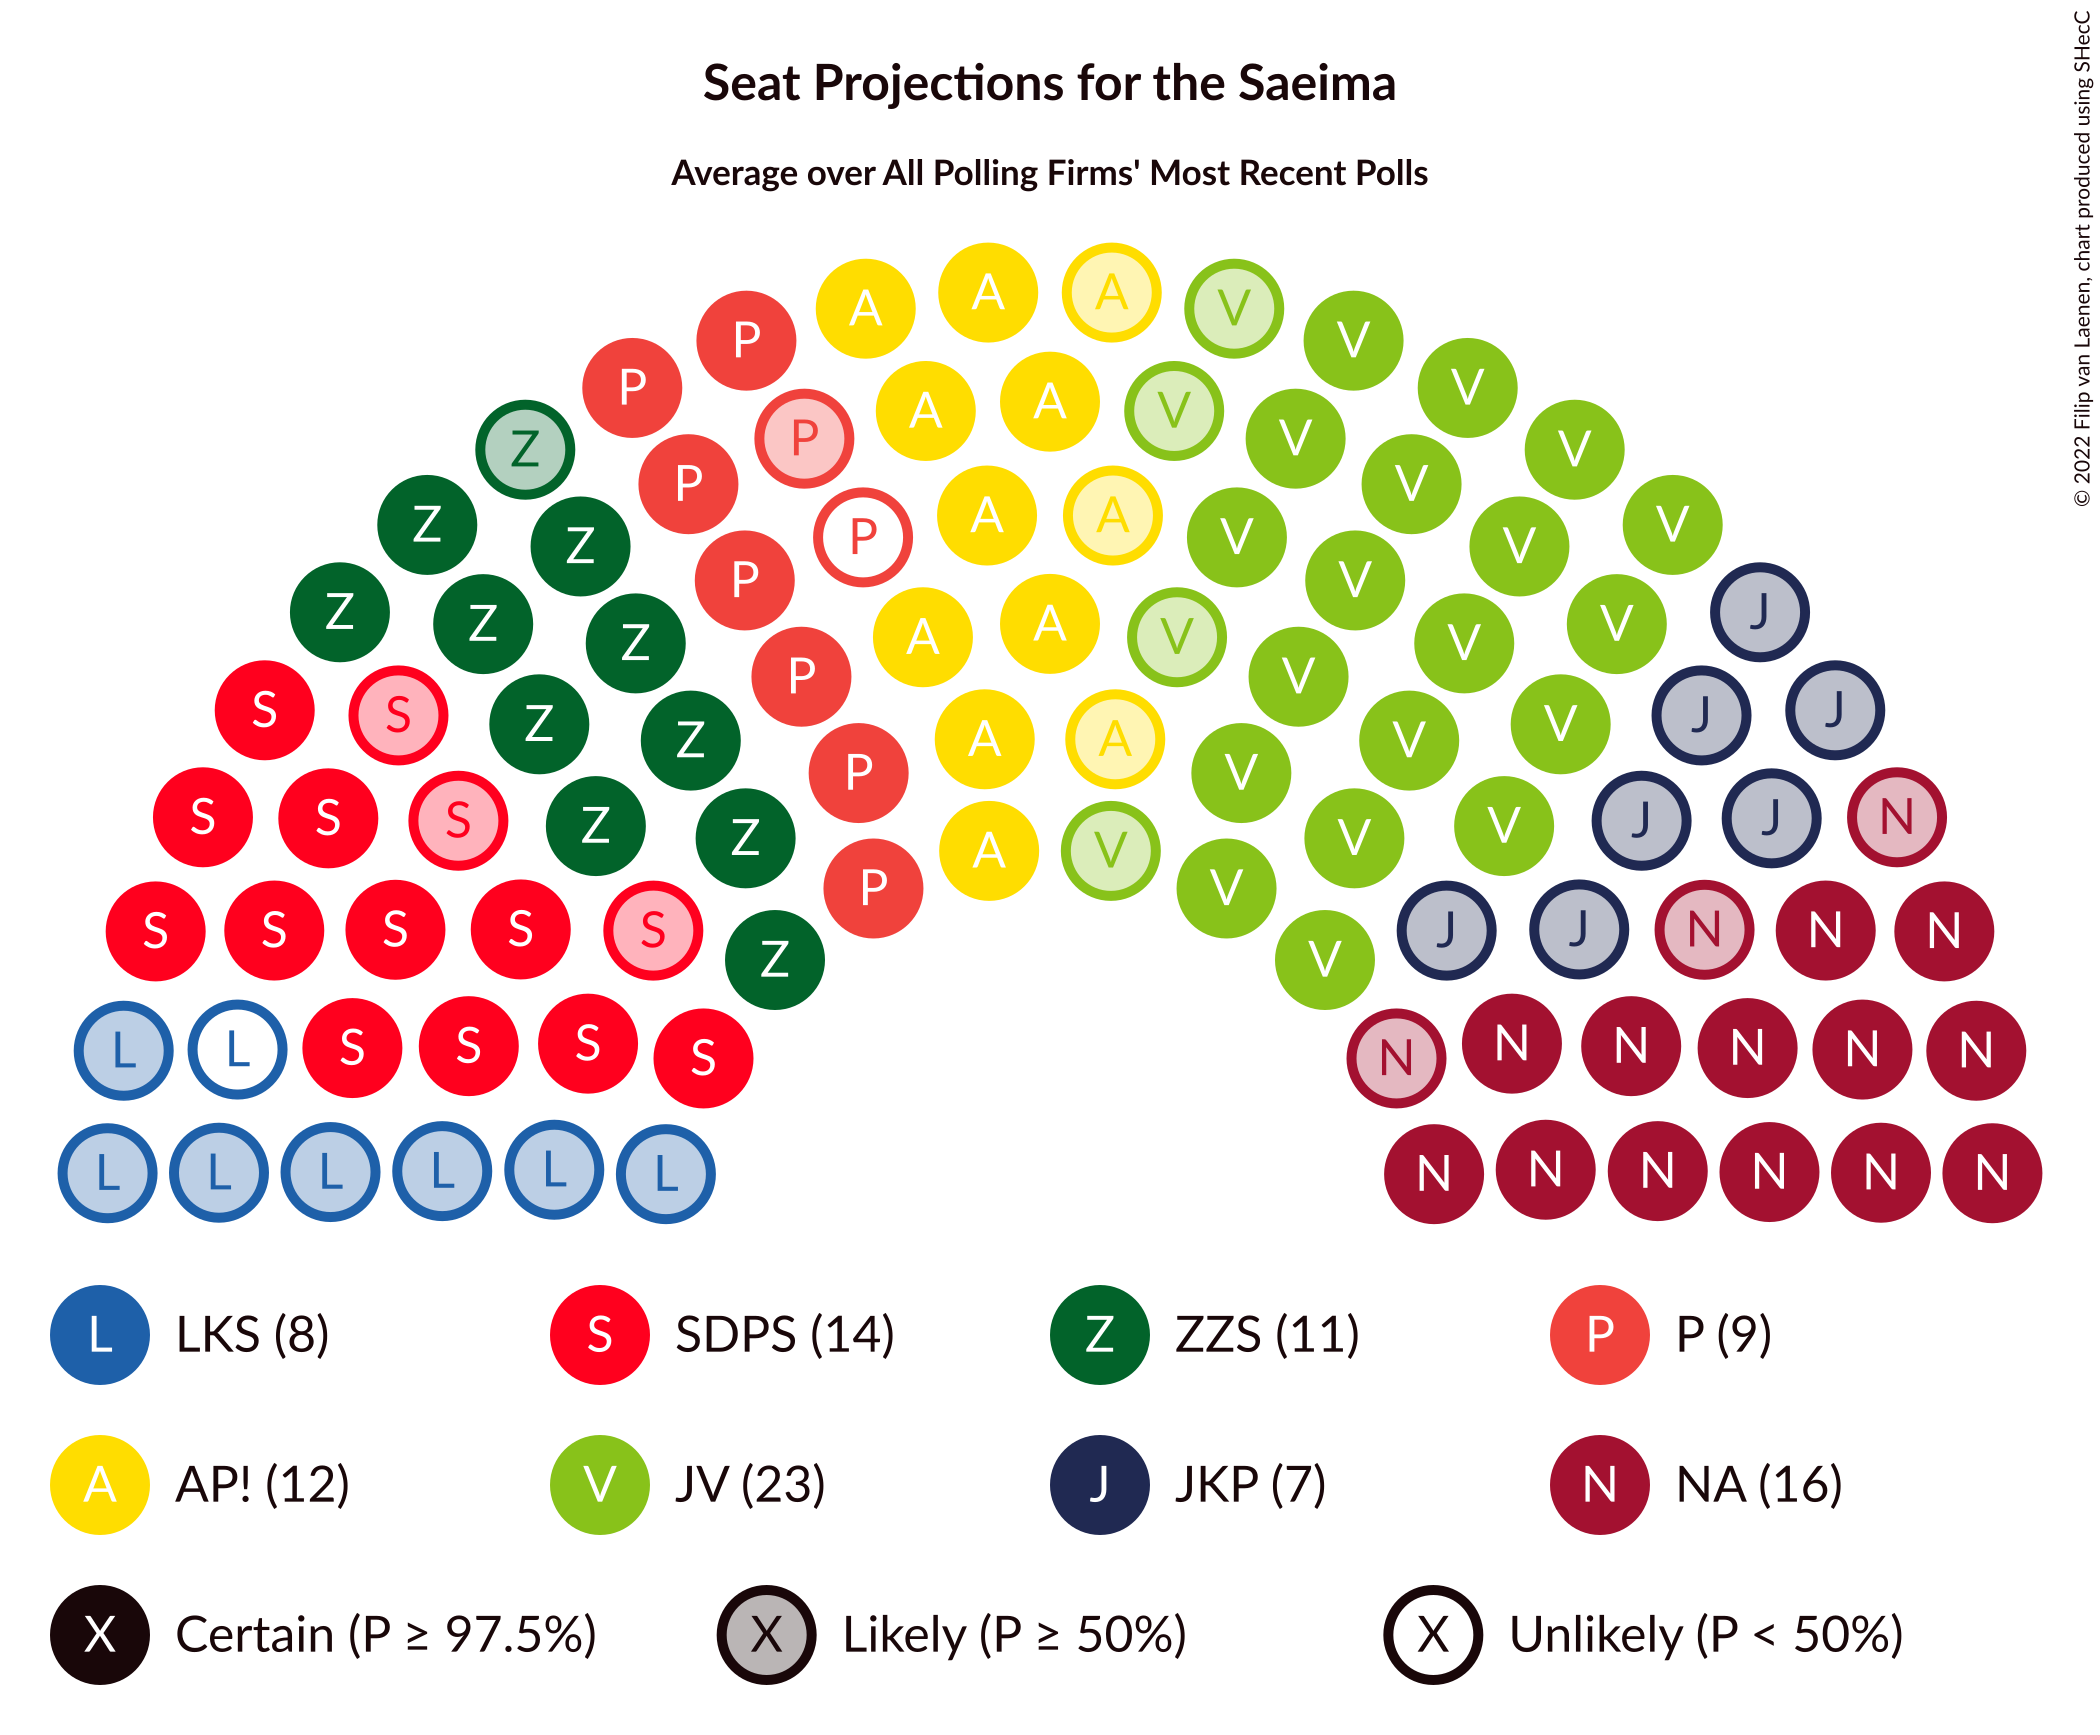 © 2022 Filip van Laenen, chart produced using SHecC
Seat Projections for the Saeima
Average over All Polling Firms' Most Recent Polls
A A
A V
P V
P V
A A V
Z P V V
P V
Z Z P A A V V V
P V
Z Z Z A A V V V J
P V
S S Z Z A A V V J J
P V
S S S Z Z A V V V J J N
P V
S S S S S Z V J J N N N
L L S S S S N N N N N N
L L L L L L N N N N N N
L LKS (8) S SDPS (14) Z ZZS (11) P P (9)
A AP! (12) V JV (23) J JKP (7) N NA (16)
X Certain (P ≥ 97.5%) X Likely (P ≥ 50%) X Unlikely (P < 50%)